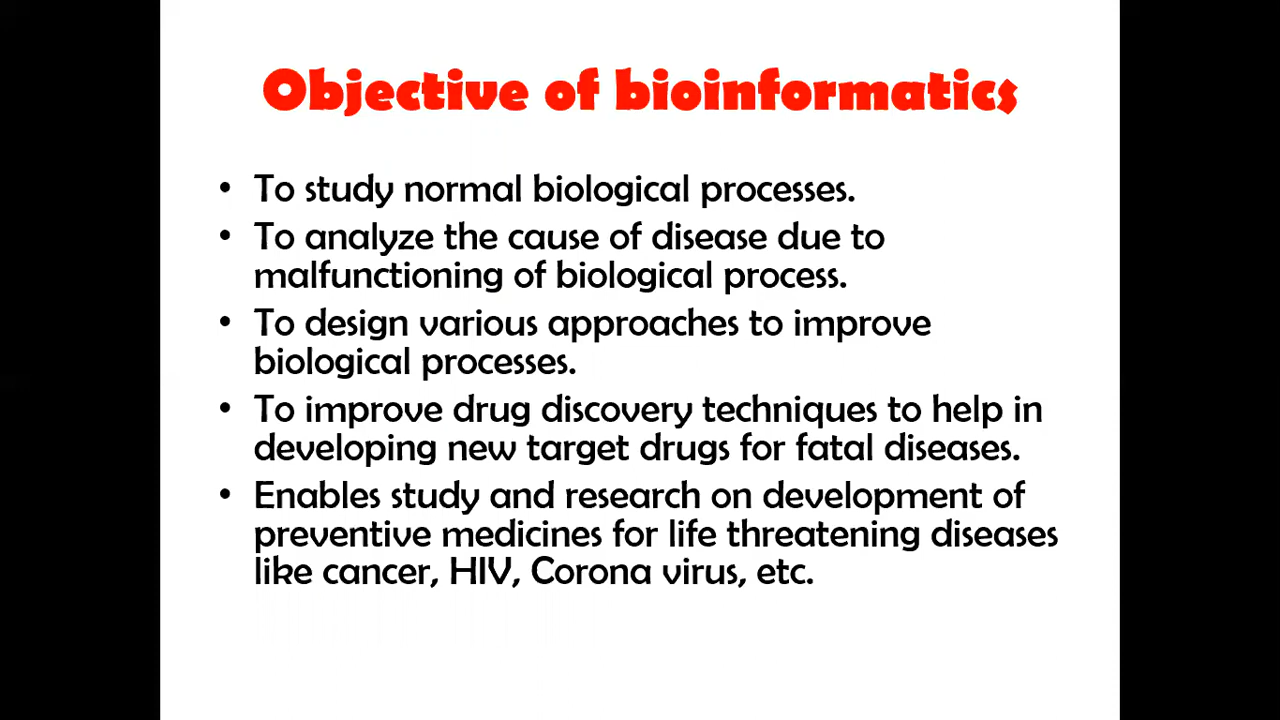 Objective of bioinformatics
• To study normal biological processes.
• To analyze the cause of disease due to
malfunctioning of biological process.
• To design various approaches to improve
biological processes.
• To improve drug discovery techniques to help in
developing new target drugs for fatal diseases.
• Enables study and research on development of
preventive medicines for life threatening diseases
like cancer, HIV, Corona virus, etc.